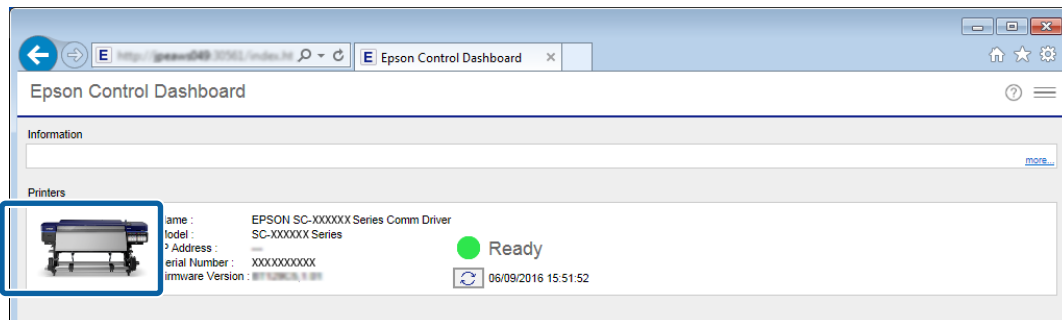 E Epson Control Dashboard
Epson Control Dashboard
Information
more...
Printers
ame : EPSON SC-XXXXXX Series Comm Driver
odel : SC-XXXXXX Series
P Address : —
erial Number : XXXXXXXXXX
irmware Version :
Ready
06/09/2016 15:51:52